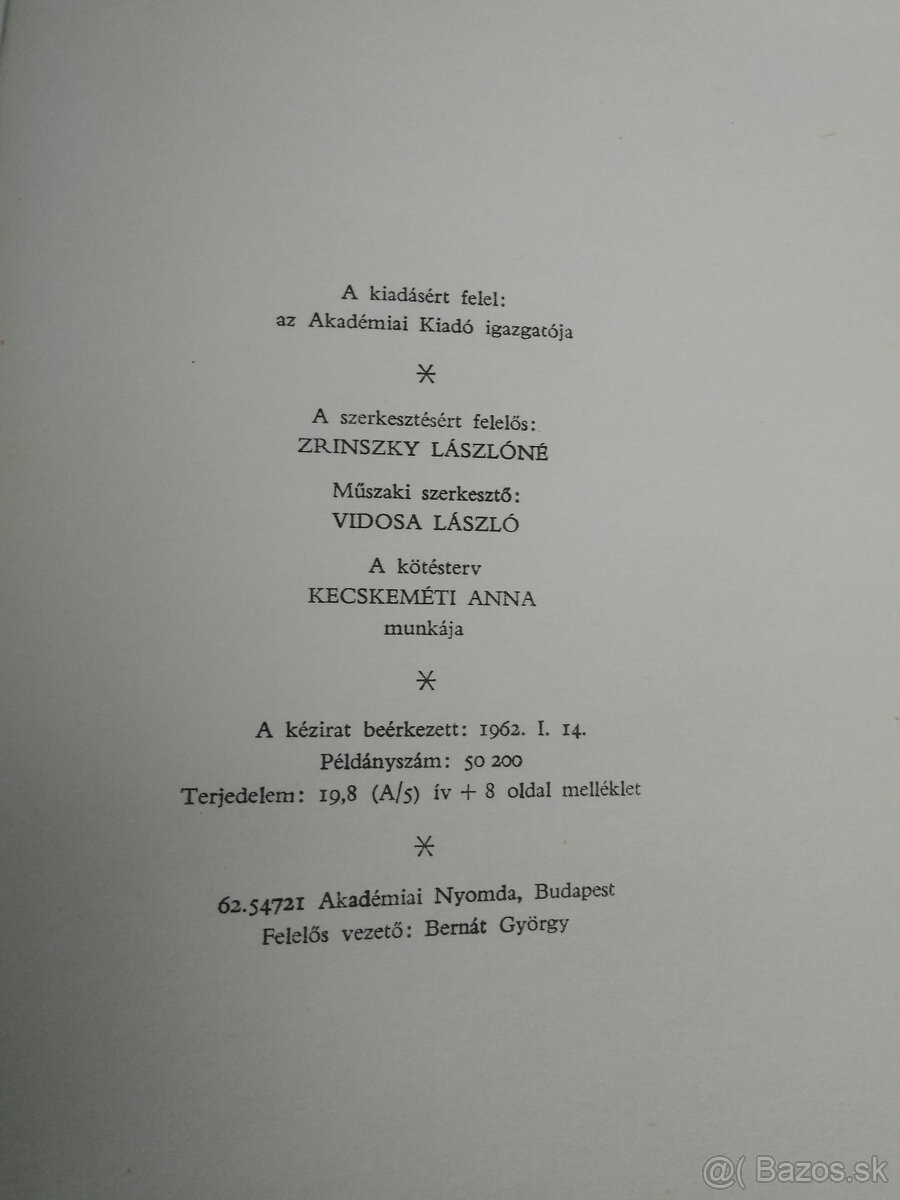 A kiadásért felel:
az Akadémiai Kiadó igazgatója
A szerkesztésért felelős:
ZRINSZKY LÁSZLÓNÉ
Műszaki szerkesztő:
VIDOSA LÁSZLÓ
A kötésterv
KECSKEMÉTI ANNA
munkája
A kézirat beérkezett: 1962. I. 14.
Példányszám: 50 200
Terjedelem: 19,8 (A/5) ív + 8 oldal melléklet
62.54721 Akadémiai Nyomda, Budapest
Felelős vezető: Bernát György
@( Bazos.sk